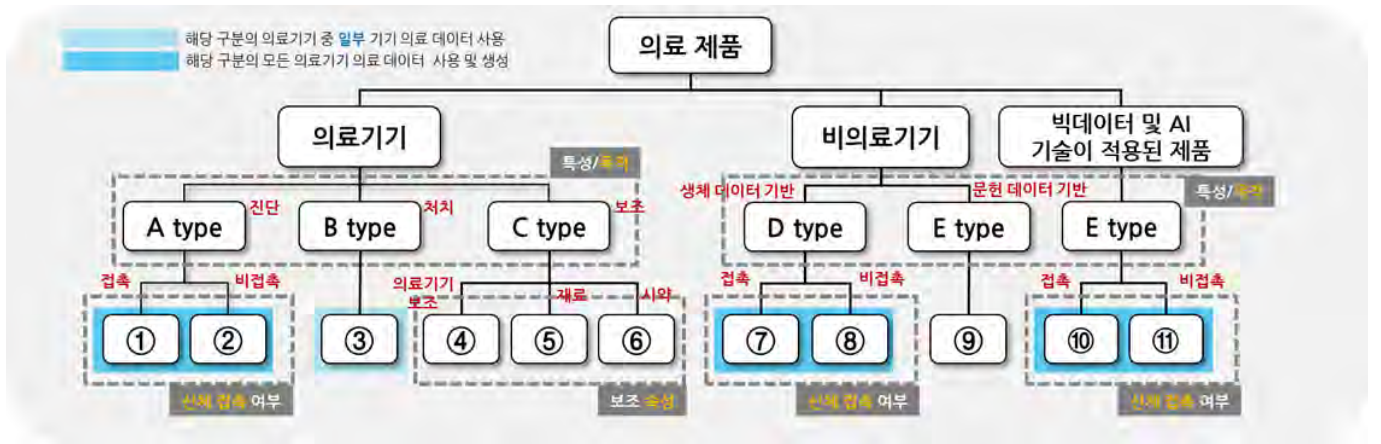 해당 구분의 의료기기 중 일부 기기 의료 데이터 사용
해당 구분의 모든 의료기기 의료 데이터 사용 및 생성
의료 제품
의료기기
비의료기기
빅데이터 및 AI
기술이 적용된 제품
특성/목적
생체 데이터 기반
문헌 데이터 기반
특성/목적
A type
진단
B type
처치
C type
보조
D type
E type
E type
접촉
비접촉
의료기기
보조
재료
시약
접촉
비접촉
접촉
비접촉
①
②
③
④
⑤
⑥
⑦
⑧
⑨
⑩
⑪
신체 접촉 여부
보조 속성
신체 접촉 여부
신체 접촉 여부